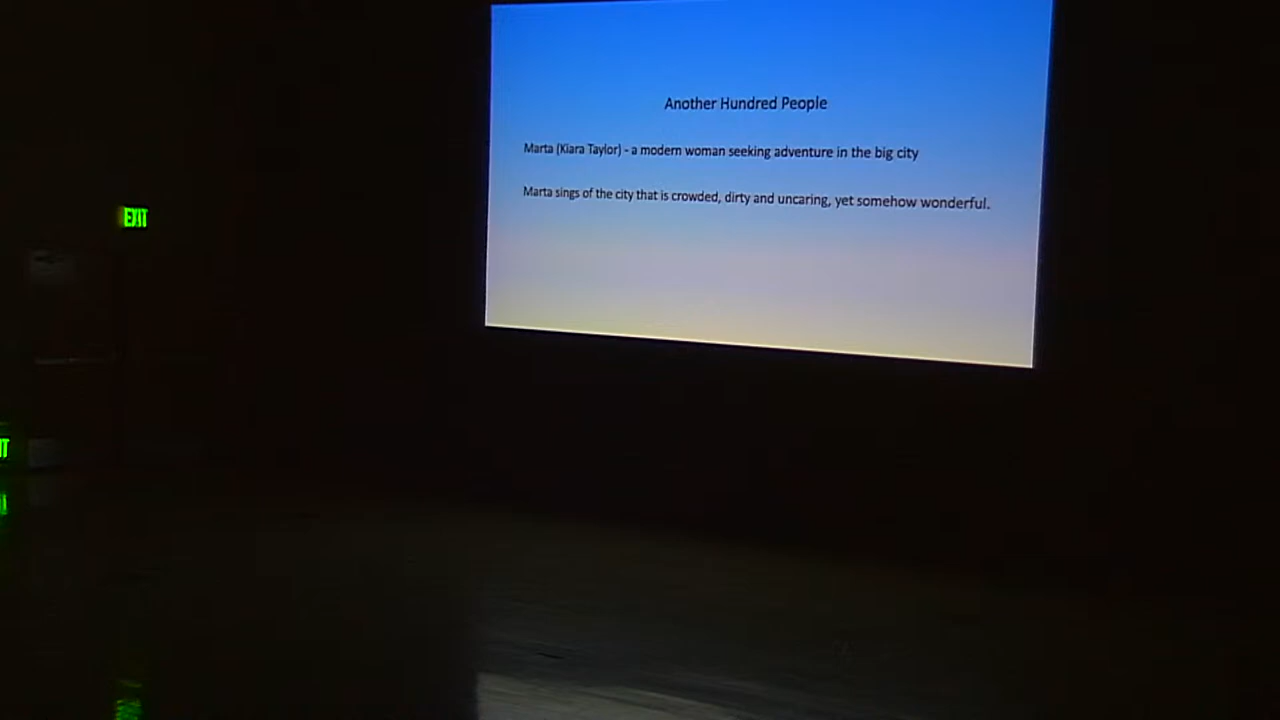 Another Hundred People
Marta (Kiara Taylor) - a modern woman seeking adventure in the big city
Marta sings of the city that is crowded, dirty and uncaring, yet somehow wonderful.
EXIT
IT